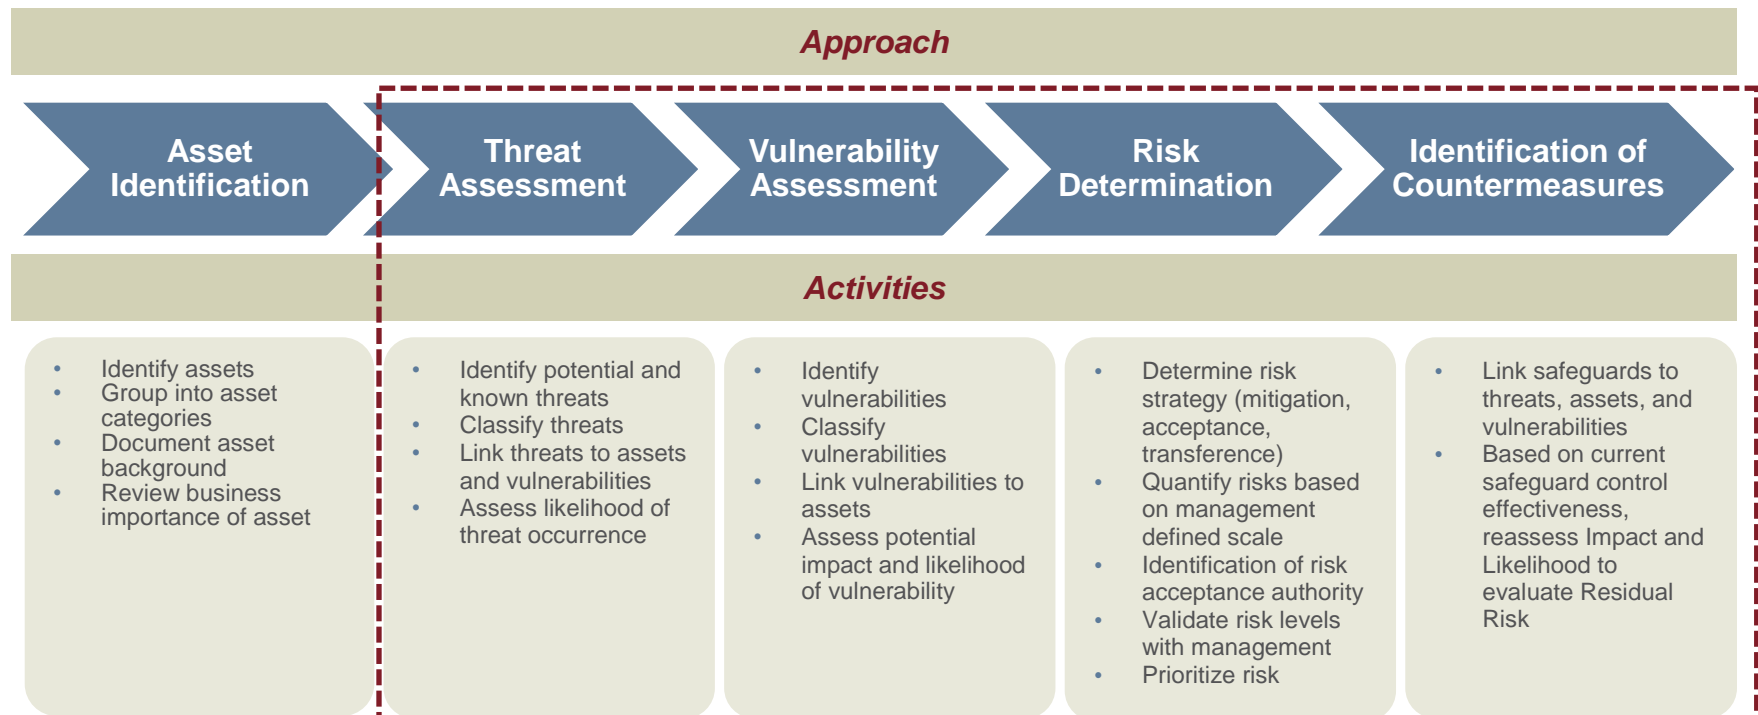 Approach
Asset
Identification
Threat
Assessment
Vulnerability
Assessment
Risk
Determination
Identification of
Countermeasures
Activities
• Identify assets
• Group into asset
categories
• Document asset
background
• Review business
importance of asset
• Identify potential and
known threats
• Classify threats
• Link threats to assets
and vulnerabilities
• Assess likelihood of
threat occurrence
• Identify
vulnerabilities
• Classify
vulnerabilities
• Link vulnerabilities to
assets
• Assess potential
impact and likelihood
of vulnerability
• Determine risk
strategy (mitigation,
acceptance,
transference)
• Quantify risks based
on management
defined scale
• Identification of risk
acceptance authority
• Validate risk levels
with management
• Prioritize risk
• Link safeguards to
threats, assets, and
vulnerabilities
• Based on current
safeguard control
effectiveness,
reassess Impact and
Likelihood to
evaluate Residual
Risk